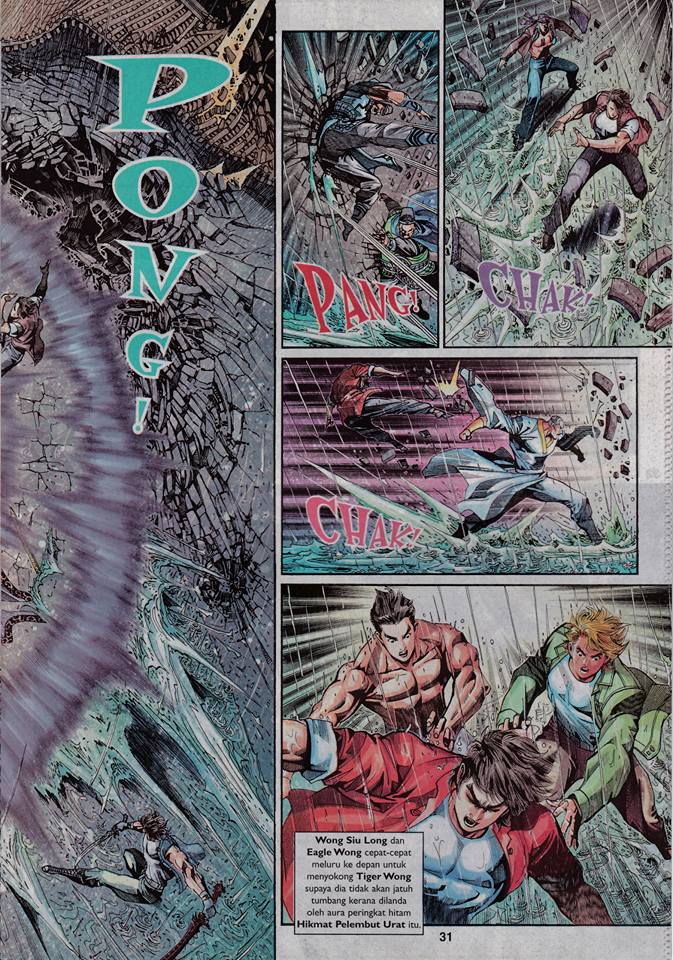 PONG!
PANG!
CHAK!
CHAK!
Wong Siu Long dan
Eagle Wong cepat-cepat
meluru ke depan untuk
menyokong Tiger Wong
supaya dia tidak akan jatuh
tumbang kerana dilanda
oleh aura peringkat hitam
Hikmat Pelembut Urat itu.
31